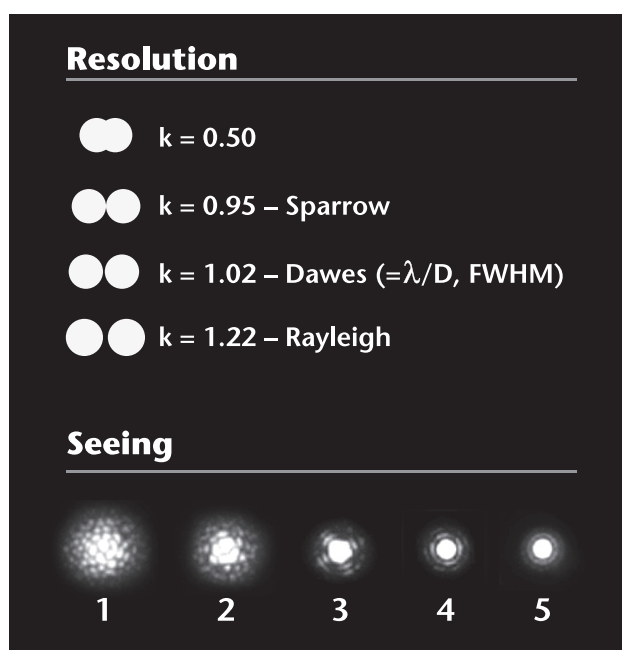 Resolution
k = 0.50
k = 0.95 – Sparrow
k = 1.02 – Dawes (=λ/D, FWHM)
k = 1.22 – Rayleigh
Seeing
1 2 3 4 5